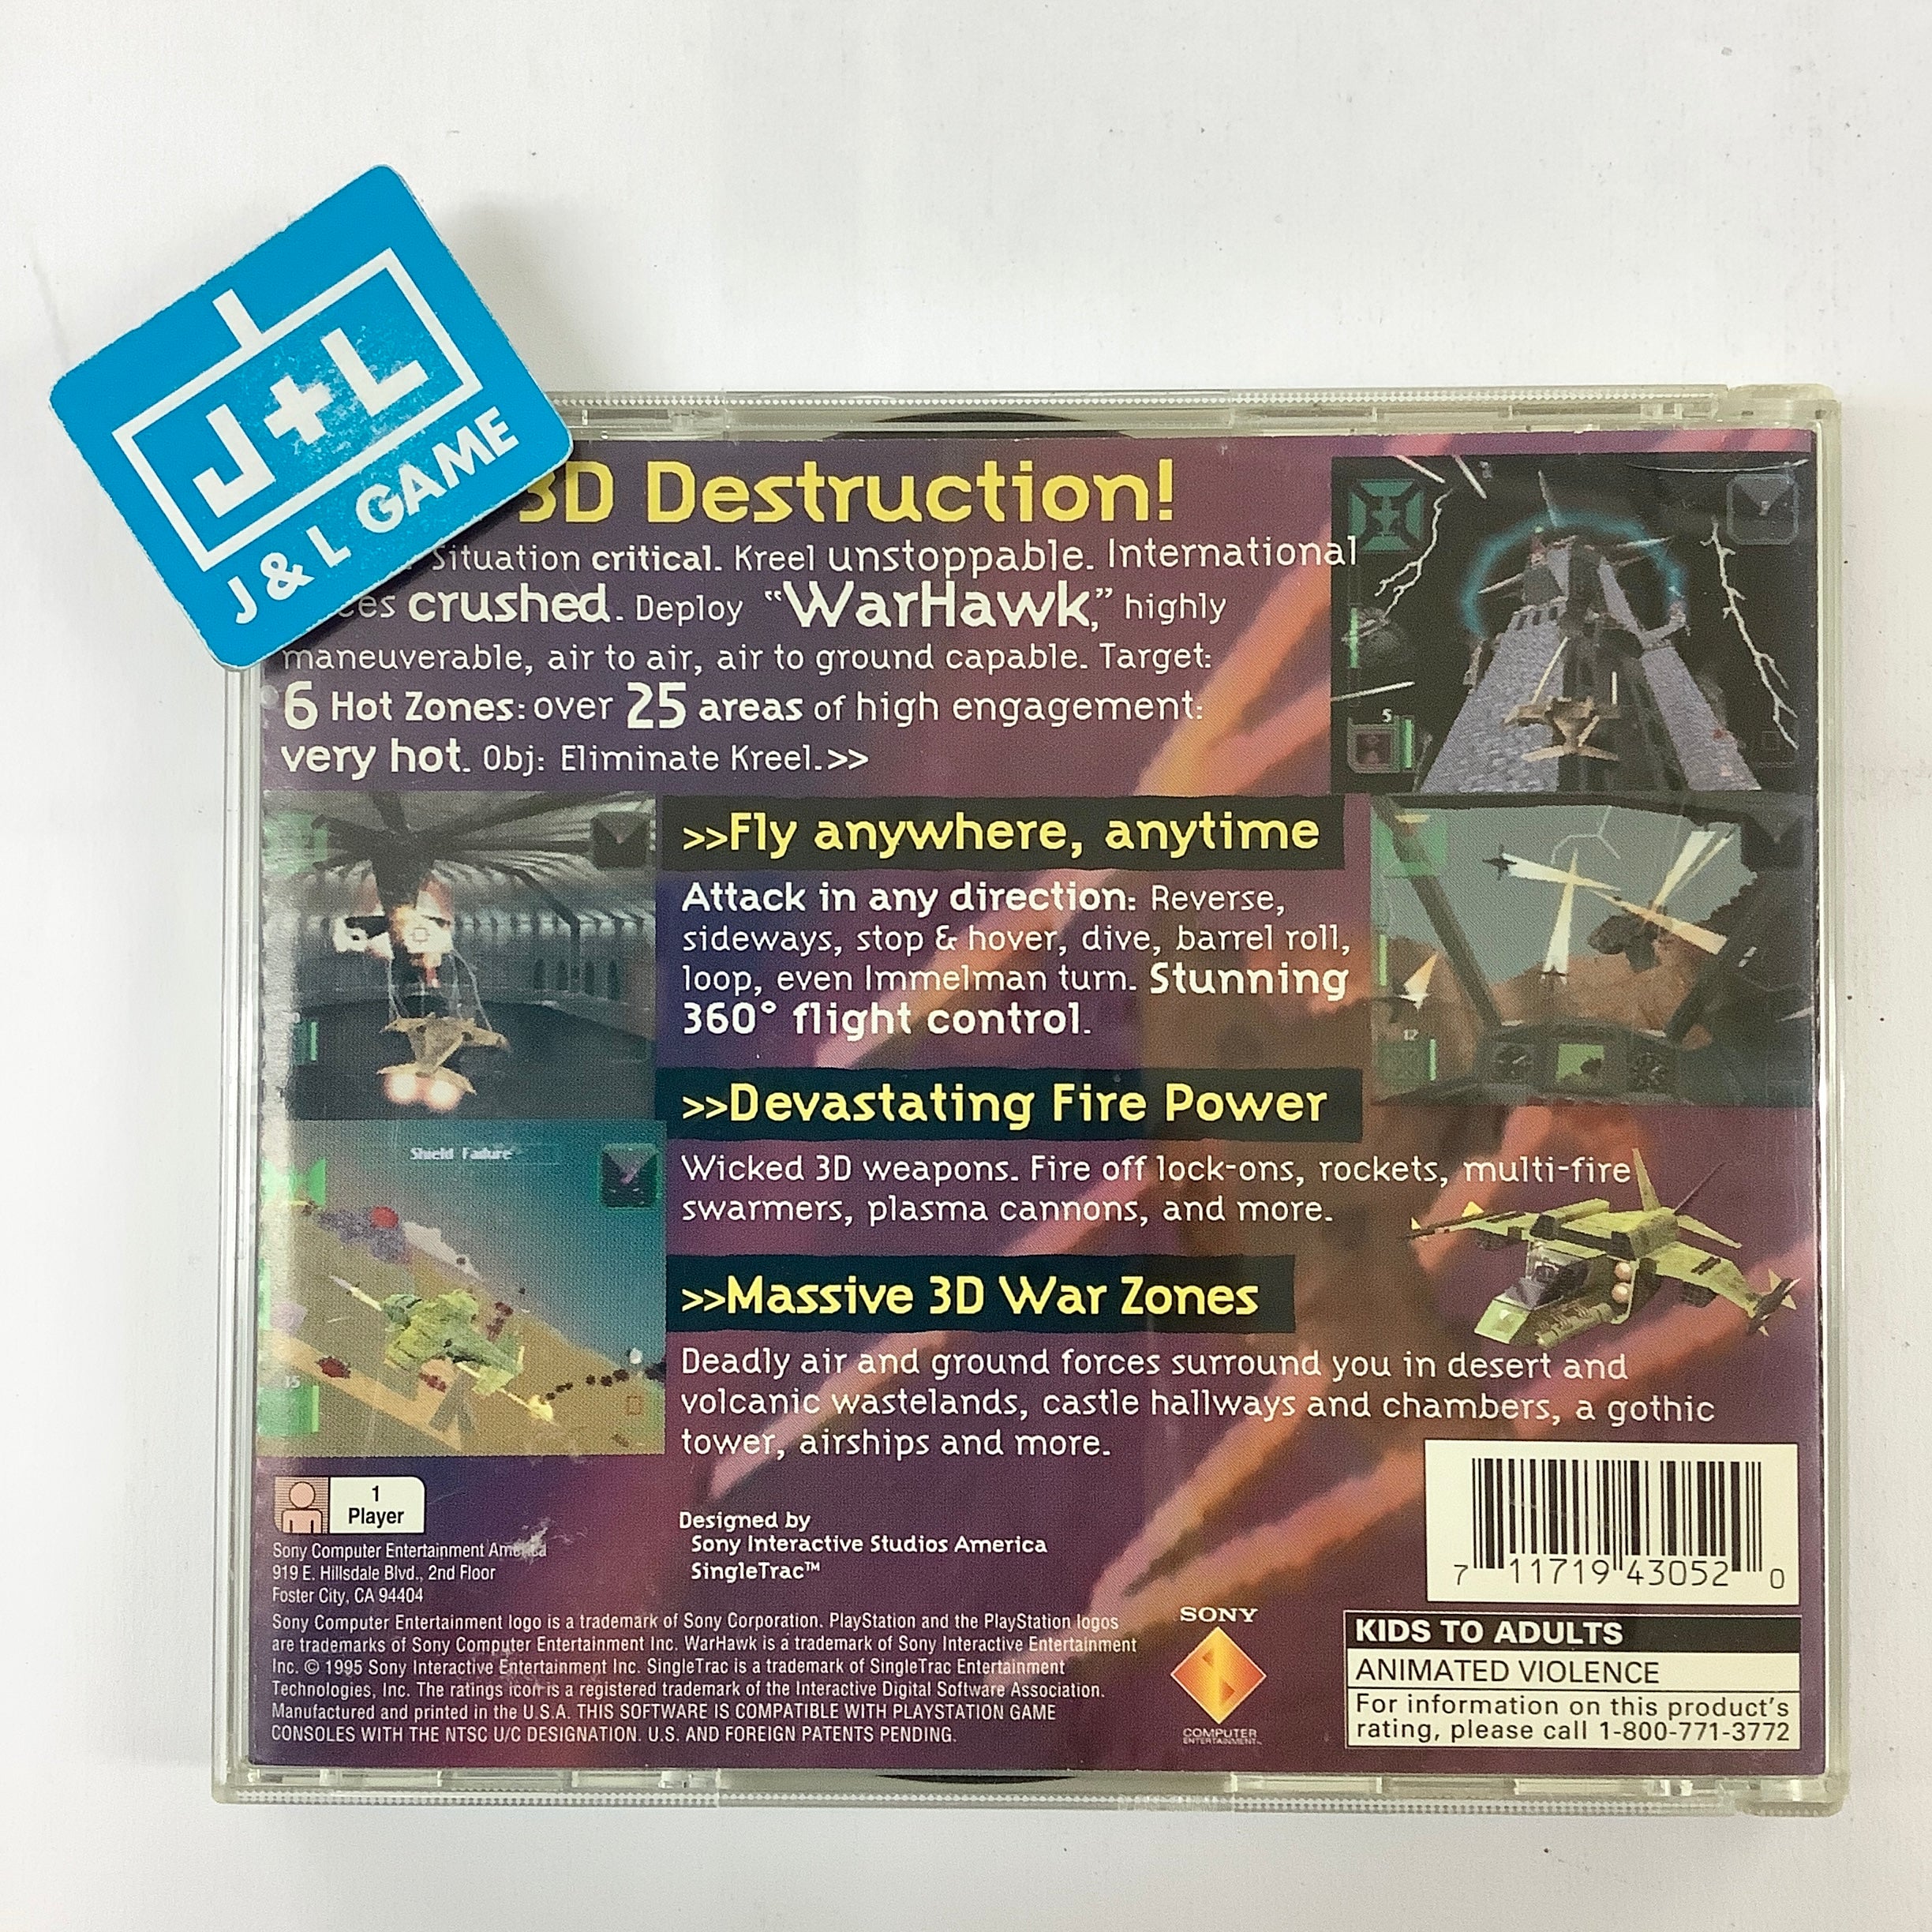 J+L
J & L GAME
3D Destruction!
Situation critical. Kreel unstoppable. International
crushed. Deploy “WarHawk,” highly
maneuverable, air to air, air to ground capable. Target:
6 Hot Zones: over 25 areas of high engagement:
very hot. Obj: Eliminate Kreel.>>
5
>>Fly anywhere, anytime
Attack in any direction: Reverse,
sideways, stop & hover, dive, barrel roll,
loop, even Immelman turn. Stunning
360° flight control.
12
>>Devastating Fire Power
Wicked 3D weapons. Fire off lock-ons, rockets, multi-fire
swarmers, plasma cannons, and more.
Shield Failure
15
>>Massive 3D War Zones
Deadly air and ground forces surround you in desert and
volcanic wastelands, castle hallways and chambers, a gothic
tower, airships and more.
1
Player
Sony Computer Entertainment America
919 E. Hillsdale Blvd., 2nd Floor
Foster City, CA 94404
Designed by
Sony Interactive Studios America
SingleTrac™
7 11719 43052 0
Sony Computer Entertainment logo is a trademark of Sony Corporation. PlayStation and the PlayStation logos
are trademarks of Sony Computer Entertainment Inc. WarHawk is a trademark of Sony Interactive Entertainment
Inc. © 1995 Sony Interactive Entertainment Inc. SingleTrac is a trademark of SingleTrac Entertainment
Technologies, Inc. The ratings icon is a registered trademark of the Interactive Digital Software Association.
Manufactured and printed in the U.S.A. THIS SOFTWARE IS COMPATIBLE WITH PLAYSTATION GAME
CONSOLES WITH THE NTSC U/C DESIGNATION. U.S. AND FOREIGN PATENTS PENDING.
SONY
COMPUTER
ENTERTAINMENT™
KIDS TO ADULTS
ANIMATED VIOLENCE
For information on this product's
rating, please call 1-800-771-3772